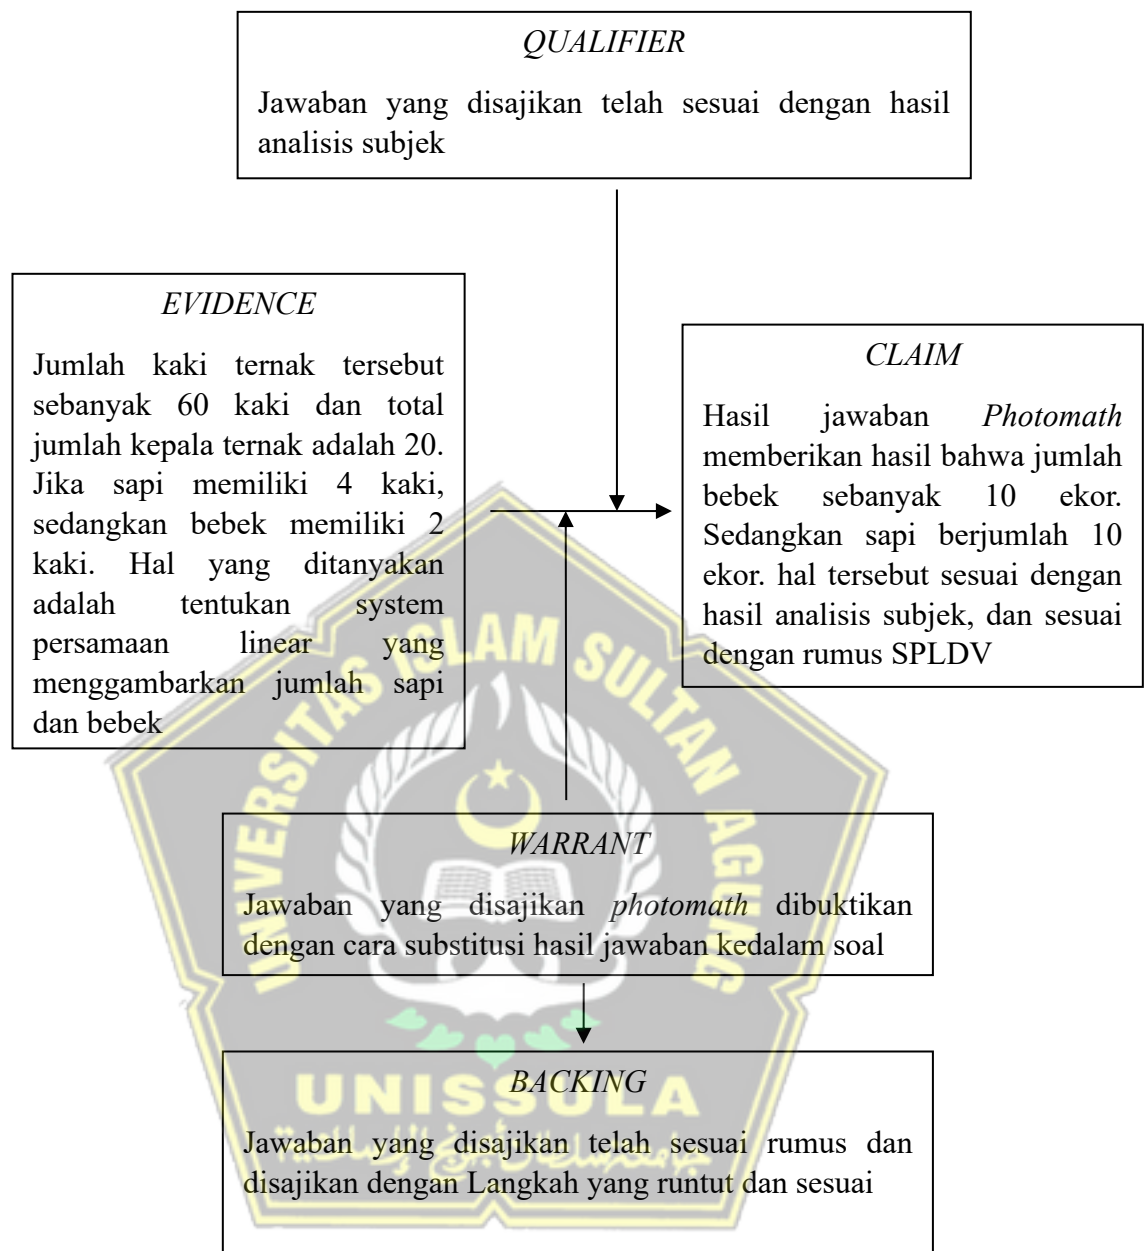 QUALIFIER
Jawaban yang disajikan telah sesuai dengan hasil
analisis subjek
EVIDENCE
Jumlah kaki ternak tersebut
sebanyak 60 kaki dan total
jumlah kepala ternak adalah 20.
Jika sapi memiliki 4 kaki,
sedangkan bebek memiliki 2
kaki. Hal yang ditanyakan
adalah tentukan system
persamaan linear yang
menggambarkan jumlah sapi
dan bebek
CLAIM
Hasil jawaban Photomath
memberikan hasil bahwa jumlah
bebek sebanyak 10 ekor.
Sedangkan sapi berjumlah 10
ekor. hal tersebut sesuai dengan
hasil analisis subjek, dan sesuai
dengan rumus SPLDV
UNIVERSITAS ISLAM SULTAN AGUNG
WARRANT
Jawaban yang disajikan photomath dibuktikan
dengan cara substitusi hasil jawaban kedalam soal
BACKING
UNISSULA
Jawaban yang disajikan telah sesuai rumus dan
disajikan dengan Langkah yang runtut dan sesuai